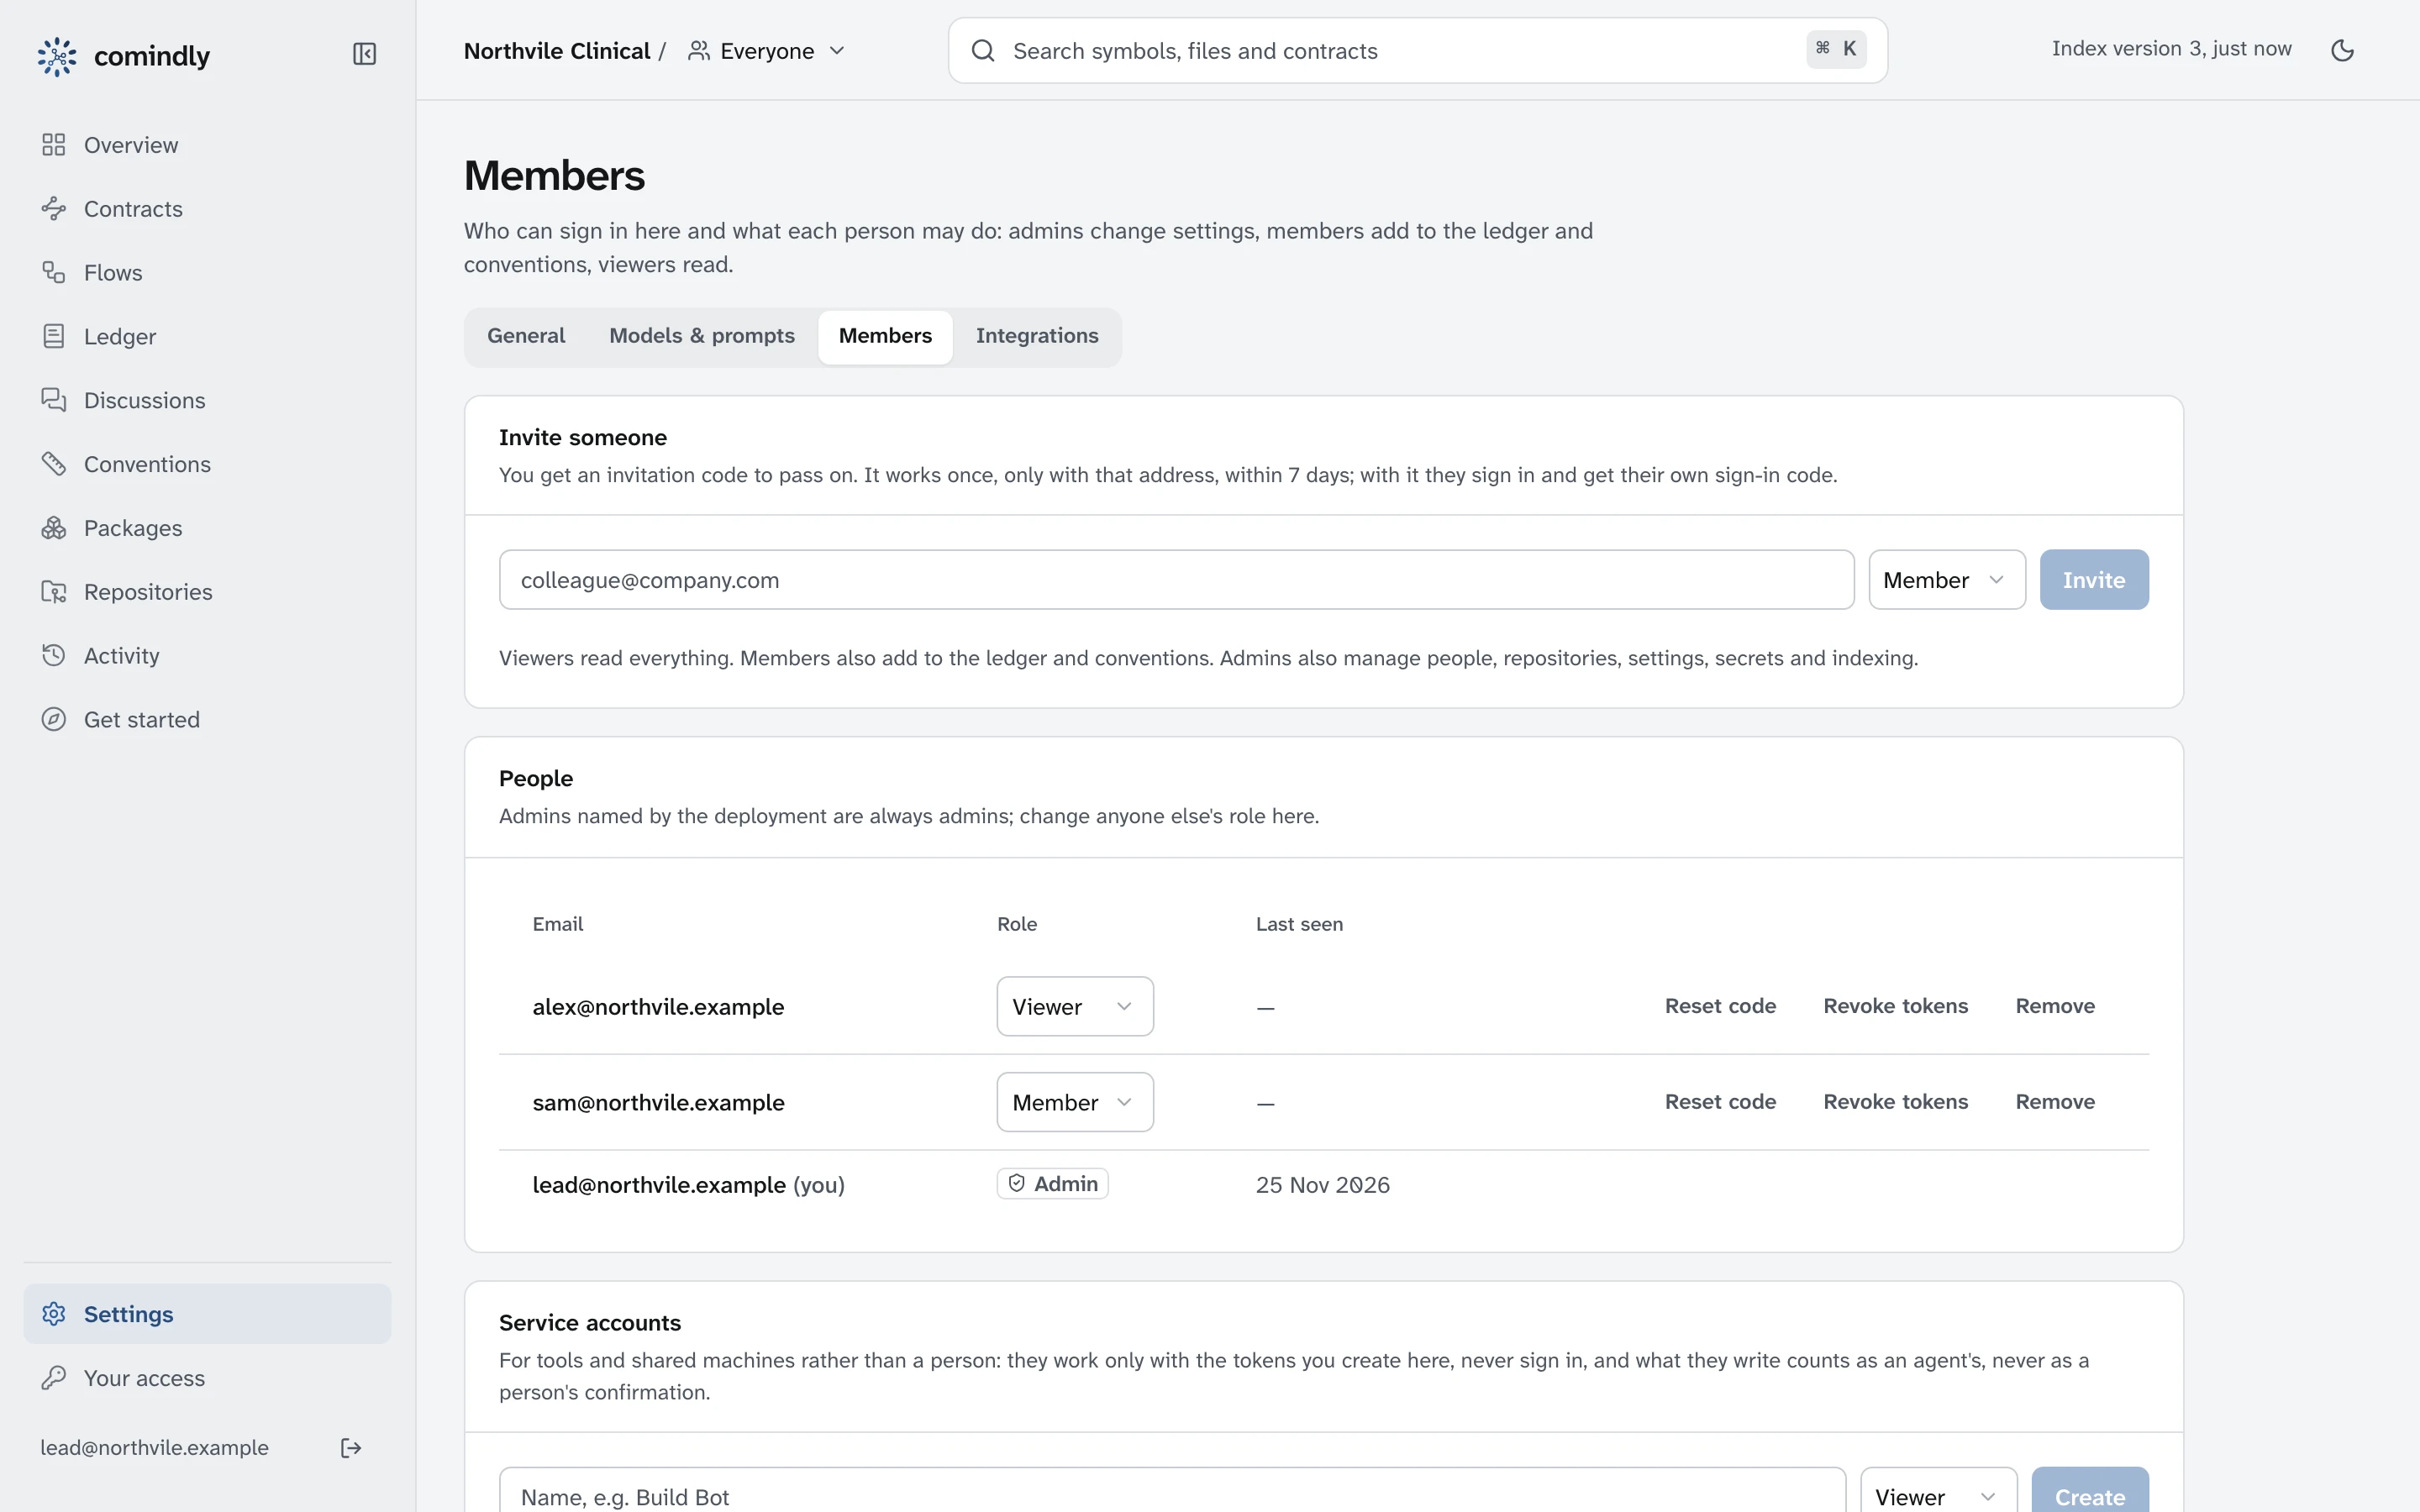 comindly
Northvile Clinical / Everyone
Search symbols, files and contracts
⌘ K
Index version 3, just now
Overview
Contracts
Flows
Ledger
Discussions
Conventions
Packages
Repositories
Activity
Get started
Settings
Your access
lead@northvile.example
Members
Who can sign in here and what each person may do: admins change settings, members add to the ledger and
conventions, viewers read.
General Models & prompts Members Integrations
Invite someone
You get an invitation code to pass on. It works once, only with that address, within 7 days; with it they sign in and get their own sign-in code.
colleague@company.com Member Invite
Viewers read everything. Members also add to the ledger and conventions. Admins also manage people, repositories, settings, secrets and indexing.
People
Admins named by the deployment are always admins; change anyone else's role here.
Email Role Last seen
alex@northvile.example Viewer — Reset code Revoke tokens Remove
sam@northvile.example Member — Reset code Revoke tokens Remove
lead@northvile.example (you) Admin 25 Nov 2026
Service accounts
For tools and shared machines rather than a person: they work only with the tokens you create here, never sign in, and what they write counts as an agent's, never as a
person's confirmation.
Name, e.g. Build Bot Viewer Create